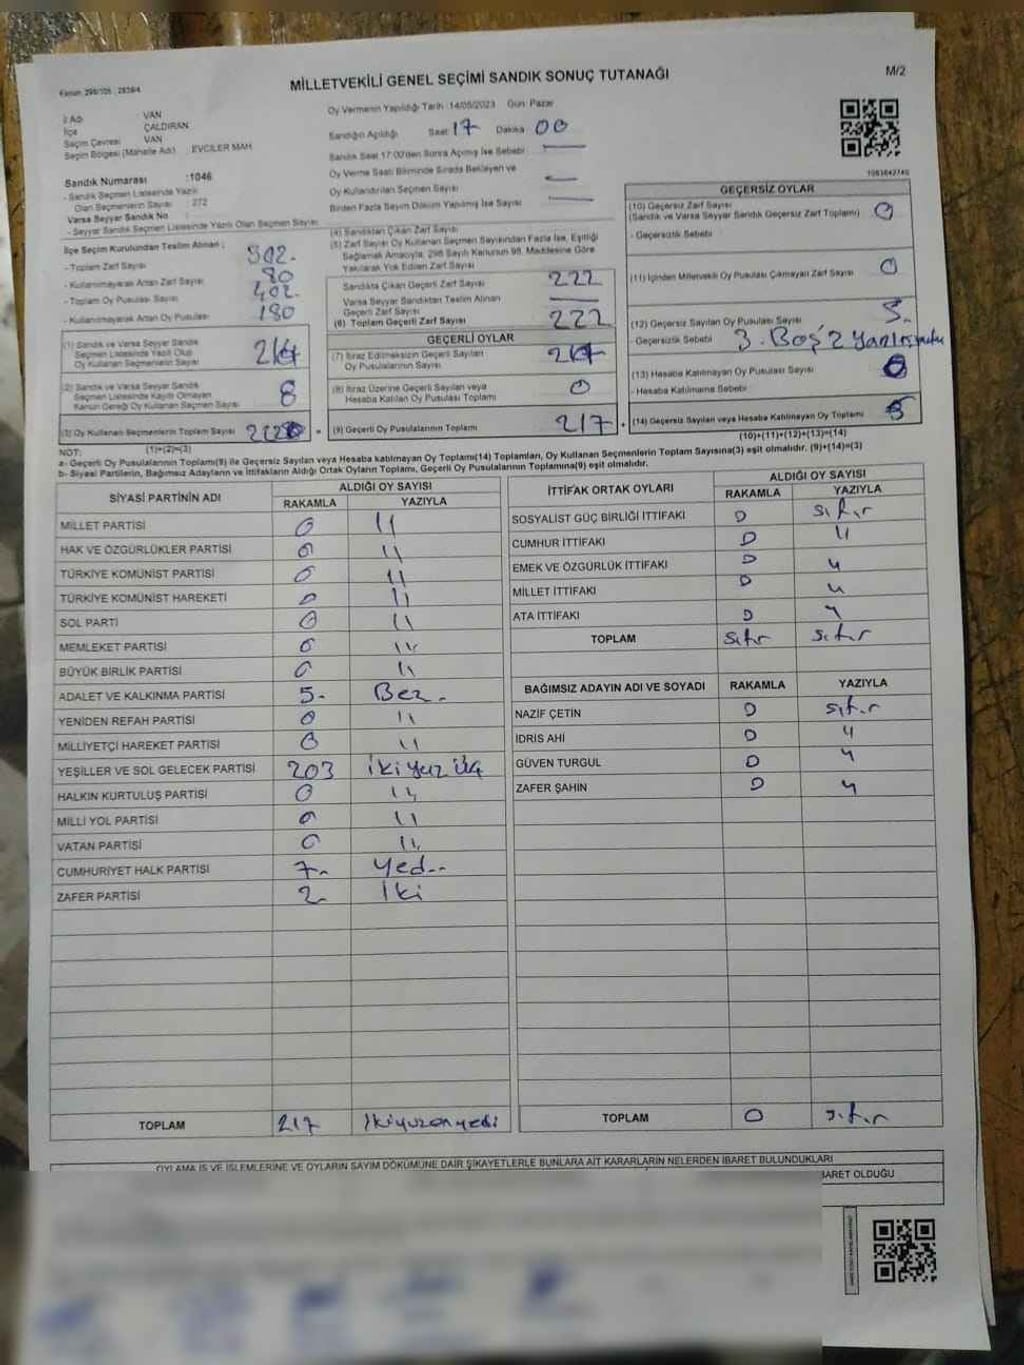 Kanun: 298/105 , 2839/4
MİLLETVEKİLİ GENEL SEÇİMİ SANDIK SONUÇ TUTANAĞI
M/2
İl Adı VAN
İlçe ÇALDIRAN
Seçim Çevresi VAN
Seçim Bölgesi (Mahalle Adı) : EVCİLER MAH
Sandık Numarası :1046
- Sandık Seçmen Listesinde Yazılı
Olan Seçmenlerin Sayısı : 272
Varsa Seyyar Sandık No
- Seyyar Sandık Seçmen Listesinde Yazılı Olan Seçmen Sayısı
Oy Vermenin Yapıldığı Tarih :14/05/2023 Gün: Pazar
Sandığın Açıldığı Saat 17 Dakika 00
Sandık Saat 17:00'den Sonra Açılmış İse Sebebi —
Oy Verme Saati Bitiminde Sırada Bekleyen ve
Oy Kullandırılan Seçmen Sayısı —
Birden Fazla Sayım Döküm Yapılmış İse Sayısı —
İlçe Seçim Kurulundan Teslim Alınan :
- Toplam Zarf Sayısı 302-
- Kullanılmayarak Artan Zarf Sayısı 80
- Toplam Oy Pusulası Sayısı 402-
- Kullanılmayarak Artan Oy Pusulası 180
(1) Sandık ve Varsa Seyyar Sandık
Seçmen Listesinde Yazılı Olup
Oy Kullanan Seçmenlerin Sayısı
(2) Sandık ve Varsa Seyyar Sandık
Seçmen Listesinde Kaydı Olmayan
Kanun Gereği Oy Kullanan Seçmen Sayısı 8
(3) Oy Kullanan Seçmenlerin Toplam Sayısı
(1)+(2)=(3)
(4) Sandıktan Çıkan Zarf Sayısı
(5) Zarf Sayısı Oy Kullanan Seçmen Sayısından Fazla İse, Eşitliği
Sağlamak Amacıyla, 298 Sayılı Kanunun 98. Maddesine Göre
Yakılarak Yok Edilen Zarf Sayısı
Sandıkta Çıkan Geçerli Zarf Sayısı 222
Varsa Seyyar Sandıktan Teslim Alınan
Geçerli Zarf Sayısı —
(6) Toplam Geçerli Zarf Sayısı 222
GEÇERLİ OYLAR
(7) İtiraz Edilmeksizin Geçerli Sayılan
Oy Pusulalarının Sayısı
(8) İtiraz Üzerine Geçerli Sayılan veya
Hesaba Katılan Oy Pusulası Toplamı 0
(9) Geçerli Oy Pusulalarının Toplamı 217
GEÇERSİZ OYLAR
(10) Geçersiz Zarf Sayısı
(Sandık ve Varsa Seyyar Sandık Geçersiz Zarf Toplamı) 0
- Geçersizlik Sebebi
(11) İçinden Milletvekili Oy Pusulası Çıkmayan Zarf Sayısı 0
(12) Geçersiz Sayılan Oy Pusulası Sayısı 5-
- Geçersizlik Sebebi 3. Boş 2
(13) Hesaba Katılmayan Oy Pusulası Sayısı 0
- Hesaba Katılmama Sebebi
(14) Geçersiz Sayılan veya Hesaba Katılmayan Oy Toplamı 5
(10)+(11)+(12)+(13)=(14)
NOT:
a- Geçerli Oy Pusulalarının Toplamı(9) ile Geçersiz Sayılan veya Hesaba katılmayan Oy Toplamı(14) Toplamları, Oy Kullanan Seçmenlerin Toplam Sayısına(3) eşit olmalıdır. (9)+(14)=(3)
b- Siyasi Partilerin, Bağımsız Adayların ve İttifakların Aldığı Ortak Oyların Toplamı, Geçerli Oy Pusulalarının Toplamına(9) eşit olmalıdır.
SİYASİ PARTİNİN ADI ALDIĞI OY SAYISI
RAKAMLA YAZIYLA
MİLLET PARTİSİ 0 "
HAK VE ÖZGÜRLÜKLER PARTİSİ 0 "
TÜRKİYE KOMÜNİST PARTİSİ 0 "
TÜRKİYE KOMÜNİST HAREKETİ 0 "
SOL PARTİ 0 "
MEMLEKET PARTİSİ 0 "
BÜYÜK BİRLİK PARTİSİ 0 "
ADALET VE KALKINMA PARTİSİ 5- Beş.
YENİDEN REFAH PARTİSİ 0 "
MİLLİYETÇİ HAREKET PARTİSİ 0 "
YEŞİLLER VE SOL GELECEK PARTİSİ 203 ikiyüz üç
HALKIN KURTULUŞ PARTİSİ 0 "
MİLLİ YOL PARTİSİ 0 "
VATAN PARTİSİ 0 "
CUMHURİYET HALK PARTİSİ 7- Yedi
ZAFER PARTİSİ 2 İki
TOPLAM 217 İkiyüzonyedi
İTTİFAK ORTAK OYLARI ALDIĞI OY SAYISI
RAKAMLA YAZIYLA
SOSYALİST GÜÇ BİRLİĞİ İTTİFAKI 0 sıfır
CUMHUR İTTİFAKI 0 "
EMEK VE ÖZGÜRLÜK İTTİFAKI 0 "
MİLLET İTTİFAKI 0 "
ATA İTTİFAKI 0 "
TOPLAM sıfır sıfır
BAĞIMSIZ ADAYIN ADI VE SOYADI RAKAMLA YAZIYLA
NAZİF ÇETİN 0 sıfır
İDRİS AHİ 0 "
GÜVEN TURGUL 0 "
ZAFER ŞAHİN 0 "
TOPLAM 0 sıfır
OYLAMA İŞ VE İŞLEMLERİNE VE OYLARIN SAYIM DÖKÜMÜNE DAİR ŞİKAYETLERLE BUNLARA AİT KARARLARIN NELERDEN İBARET BULUNDUKLARI
İBARET OLDUĞU